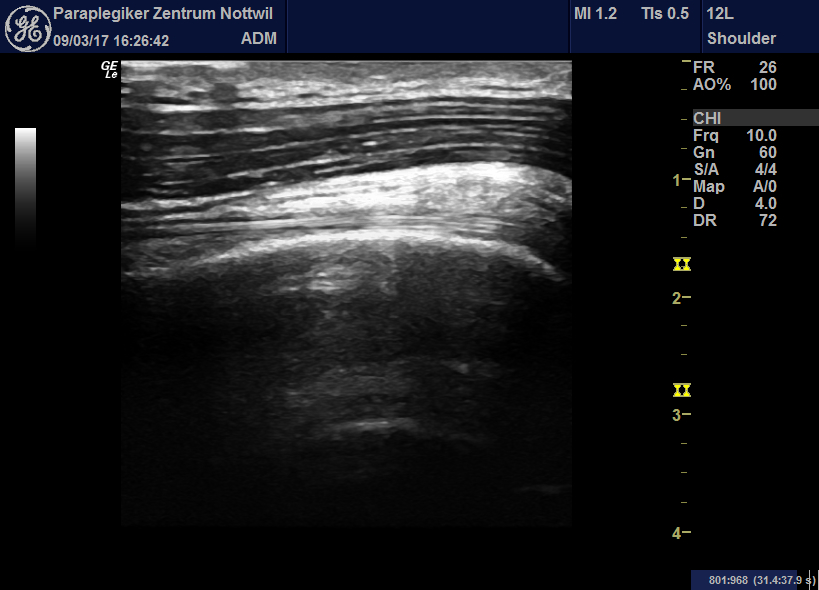 GE
Paraplegiker Zentrum Nottwil
MI 1.2 TIs 0.5
12L
09/03/17 16:26:42 ADM
Shoulder
GE
Le
FR 26
AO% 100
CHI
Frq 10.0
Gn 60
S/A 4/4
Map A/0
D 4.0
DR 72
1
2
3
4
801:968 (31.4:37.9 s)